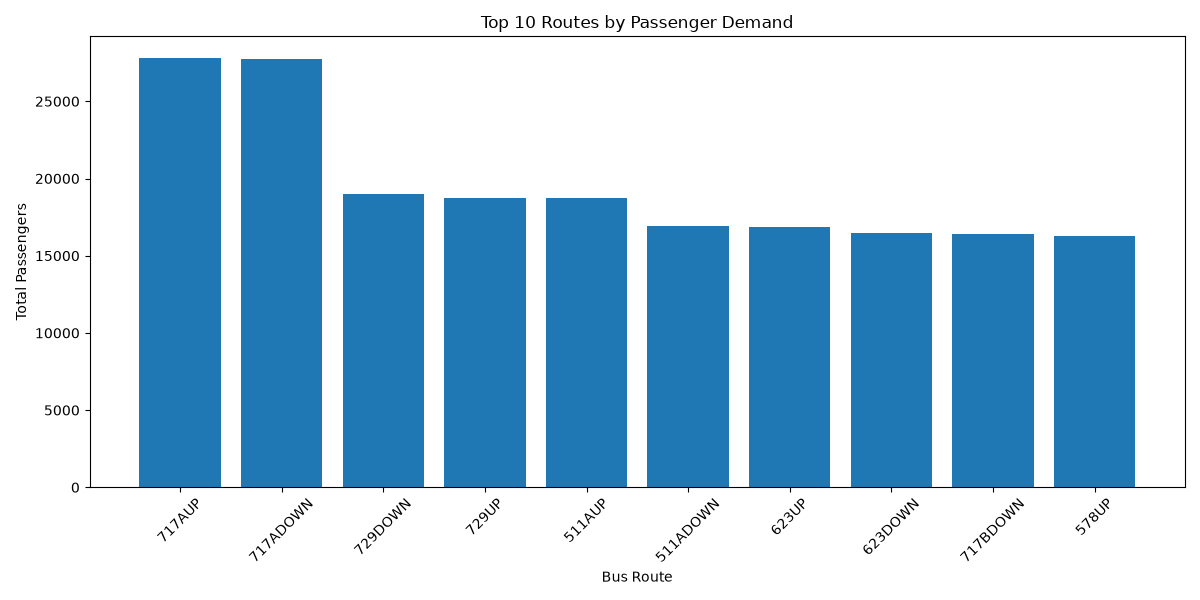 Top 10 Routes by Passenger Demand
Total Passengers
25000
20000
15000
10000
5000
0
717AUP
717ADOWN
729DOWN
729UP
511AUP
511ADOWN
623UP
623DOWN
717BDOWN
578UP
Bus Route